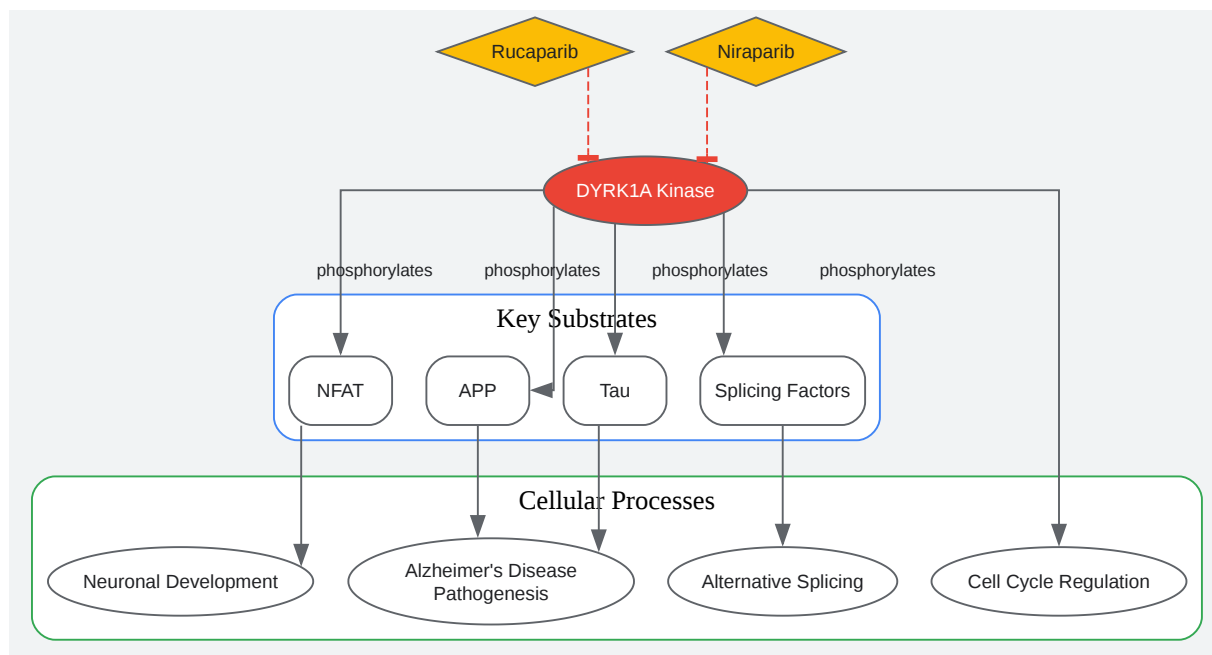 Rucaparib
Niraparib
DYRK1A Kinase
phosphorylates
phosphorylates
phosphorylates
phosphorylates
Key Substrates
NFAT
APP
Tau
Splicing Factors
Cellular Processes
Neuronal Development
Alzheimer's Disease
Pathogenesis
Alternative Splicing
Cell Cycle Regulation